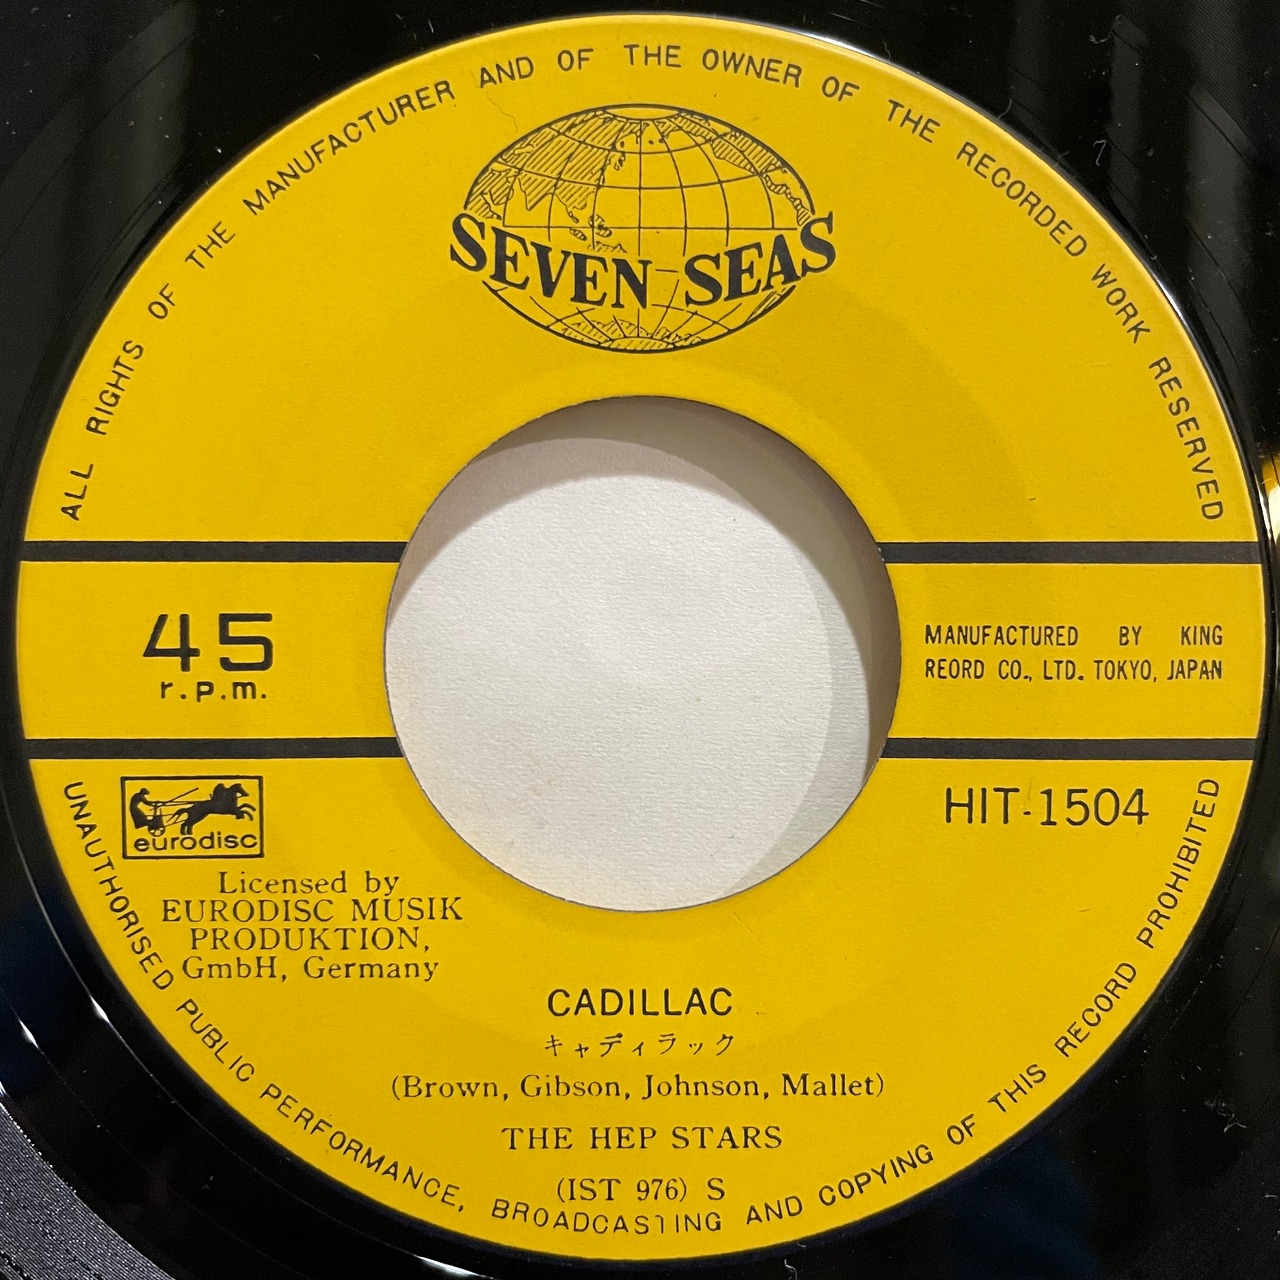 ALL RIGHTS OF THE MANUFACTURER AND OF THE OWNER OF THE RECORDED WORK RESERVED
SEVEN SEAS
45
r.p.m.
MANUFACTURED BY KING
REORD CO., LTD. TOKYO, JAPAN
eurodisc
HIT-1504
Licensed by
EURODISC MUSIK
PRODUKTION,
GmbH, Germany
CADILLAC
キャディラック
(Brown, Gibson, Johnson, Mallet)
THE HEP STARS
(IST 976) S
UNAUTHORISED PUBLIC PERFORMANCE, BROADCASTING AND COPYING OF THIS RECORD PROHIBITED